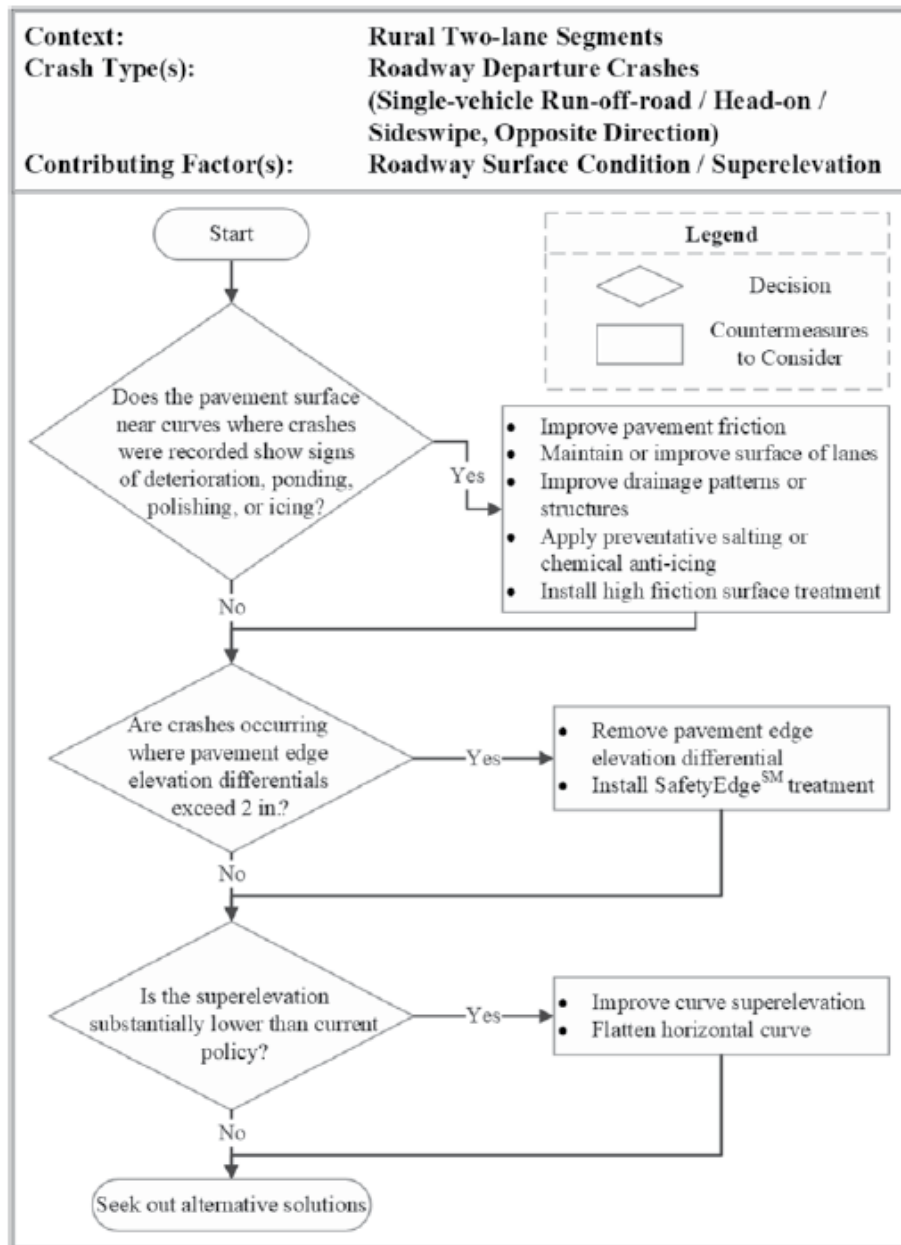 Context: Rural Two-lane Segments
Crash Type(s): Roadway Departure Crashes
(Single-vehicle Run-off-road / Head-on /
Sideswipe, Opposite Direction)
Contributing Factor(s): Roadway Surface Condition / Superelevation
Start
Legend
Decision
Countermeasures
to Consider
Does the pavement surface
near curves where crashes
were recorded show signs
of deterioration, ponding,
polishing, or icing?
Yes
• Improve pavement friction
• Maintain or improve surface of lanes
• Improve drainage patterns or
structures
• Apply preventative salting or
chemical anti-icing
• Install high friction surface treatment
No
Are crashes occurring
where pavement edge
elevation differentials
exceed 2 in.?
Yes
• Remove pavement edge
elevation differential
• Install SafetyEdgeSM treatment
No
Is the superelevation
substantially lower than current
policy?
Yes
• Improve curve superelevation
• Flatten horizontal curve
No
Seek out alternative solutions